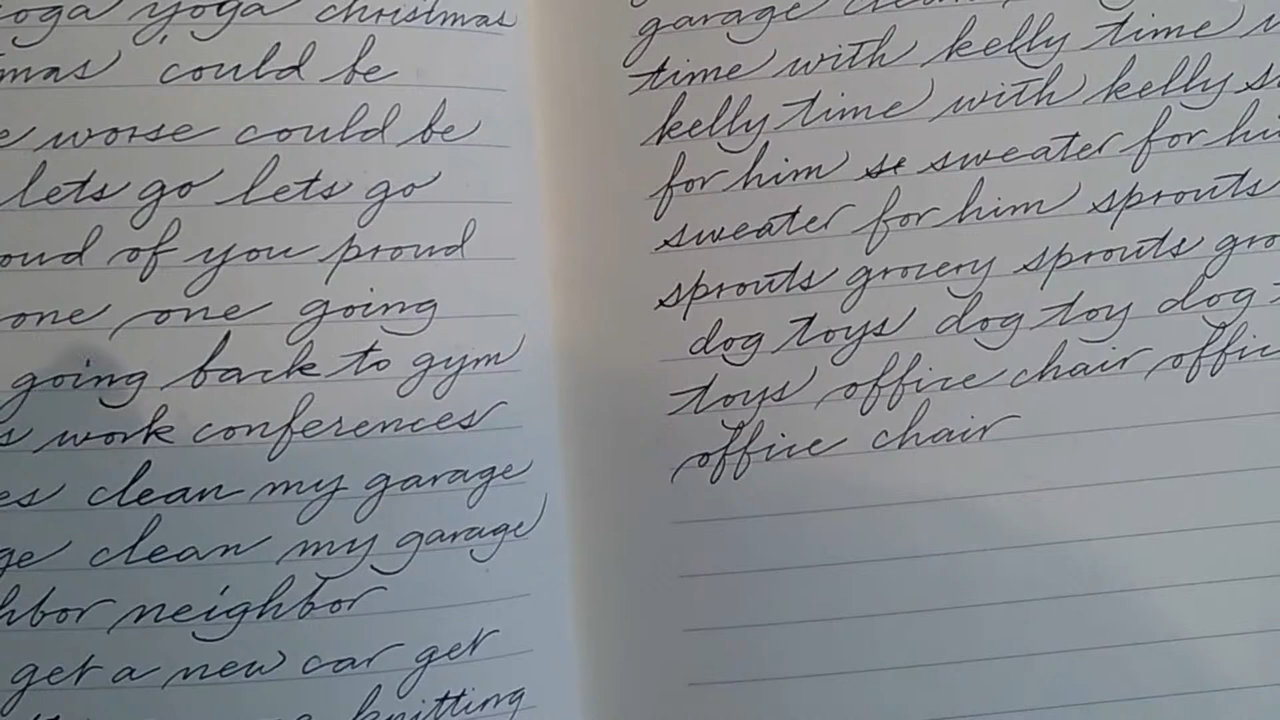 yoga yoga christmas
could be
worse could be
lets go lets go
of you proud
one one going
going back to gym
work conferences
clean my garage
clean my garage
neighbor
get a new car get
knitting
garage
time with kelly time
kelly time with kelly
for him se sweater for
sweater for him sprouts
sprouts grocery sprouts
dog toys dog toy dog
toys office chair
office chair